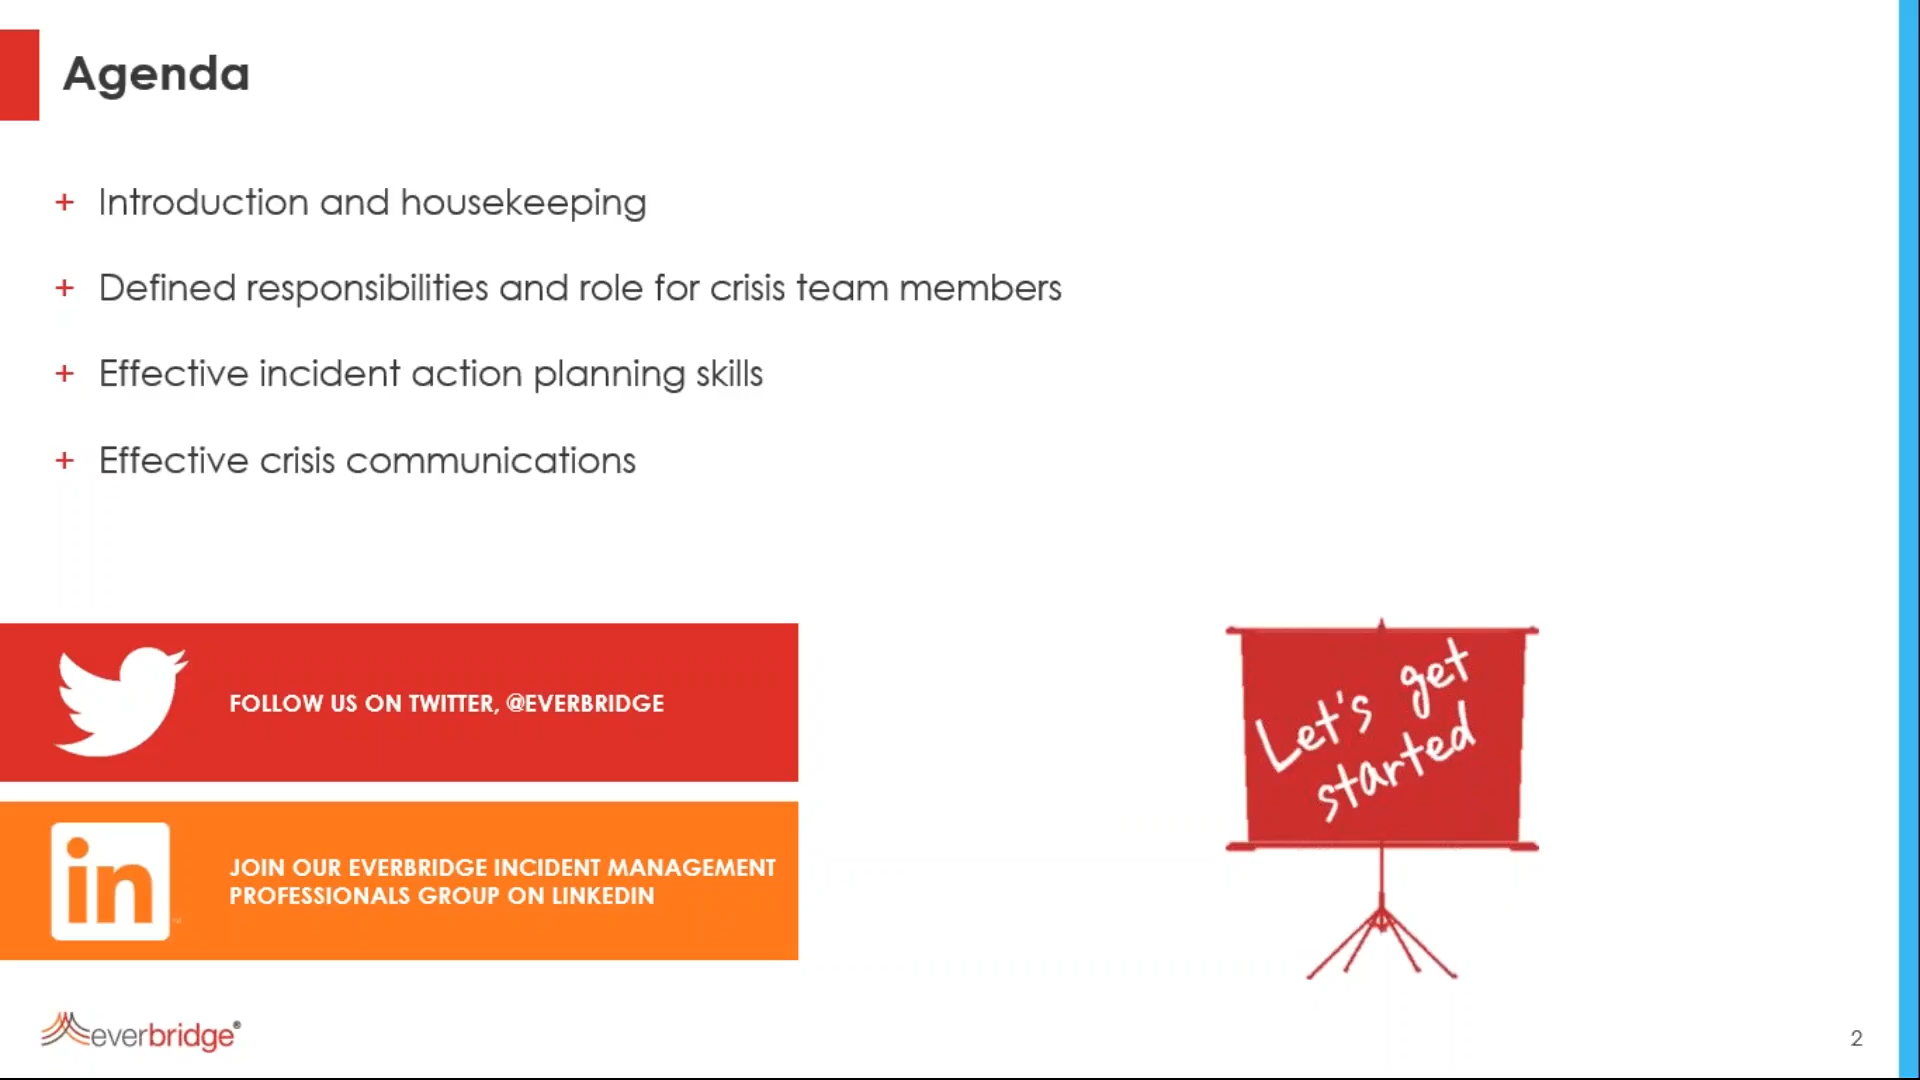 Agenda
+ Introduction and housekeeping
+ Defined responsibilities and role for crisis team members
+ Effective incident action planning skills
+ Effective crisis communications
FOLLOW US ON TWITTER, @EVERBRIDGE
in
JOIN OUR EVERBRIDGE INCIDENT MANAGEMENT
PROFESSIONALS GROUP ON LINKEDIN
Let's get
started
everbridge®
2